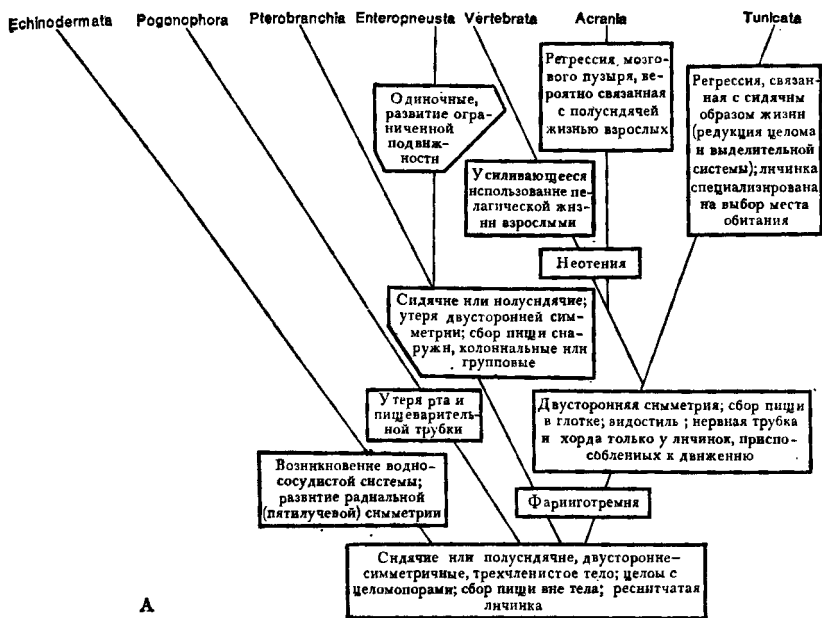 Echinodermata Pogonophora Pterobranchia Enteropneusta Vertebrata Acrania Tunicata
Регрессия мозго-
вого пузыря, ве-
роятно связанная
с полусидячей
жизнью взрослых
Регрессия, связан-
ная с сидячым
образом жизни
(редукция целома
и выделительной
системы); личинка
специализирована
на выбор места
обитания
Одиночные,
развитие огра-
ниченной
подвиж-
ности
Усиливающееся
использование пе-
лагической жиз-
ни взрослыми
Неотения
Сидячие или полусидячие;
утеря двусторонней сим-
метрии; сбор пищи сна-
ружи, колониальные или
групповые
Утеря рта и
пищеваритель-
ной трубки
Двусторонняя симметрия; сбор пищи
в глотке; эндостиль; нервная трубка
и хорда только у личинок, приспо-
собленных к движению
Возникновение водно-
сосудистой системы;
развитие радиальной
(пятилучевой) симметрии
Фаринготремия
Сидячие или полусидячие, двусторонне-
симметричные, трехчленистое тело; целом с
целомопорами; сбор пищи вне тела; реснитчатая
личинка
А